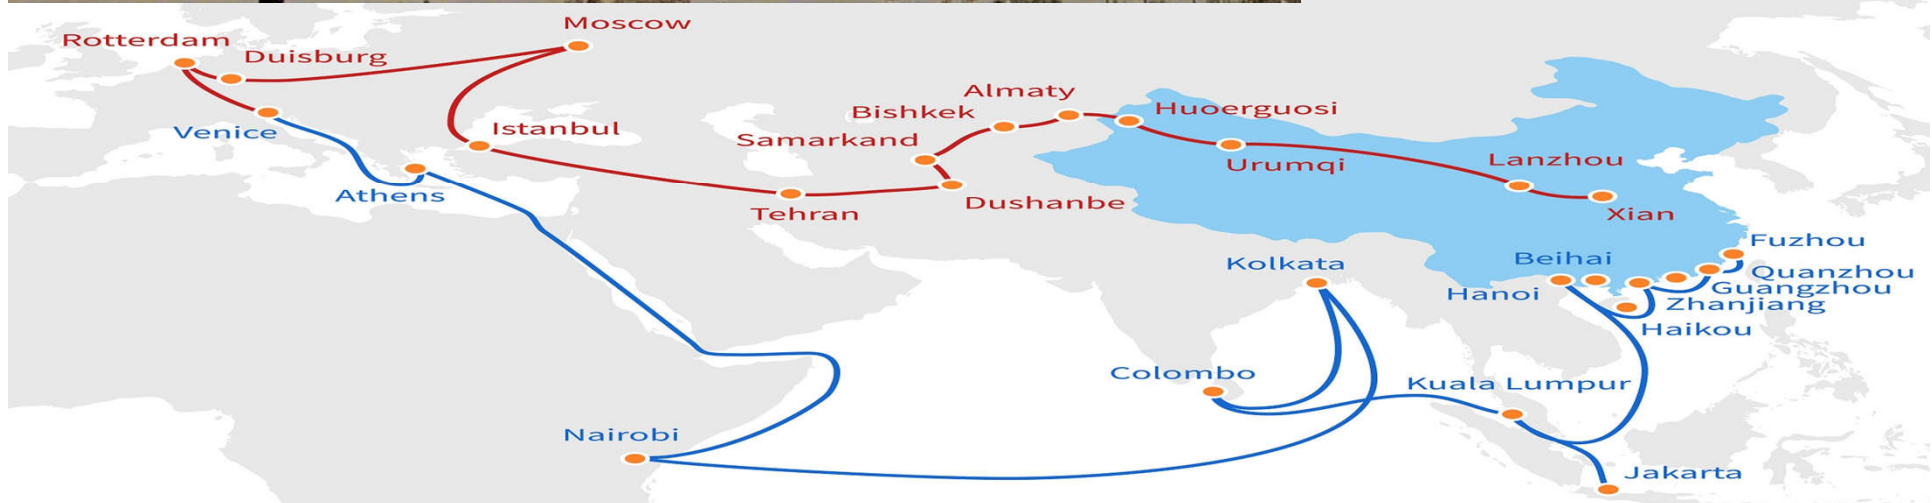 Moscow
Rotterdam
Duisburg
Almaty
Bishkek
Huoerguosi
Venice
Istanbul
Samarkand
Lanzhou
Urumqi
Athens
Tehran
Dushanbe
Xian
Fuzhou
Kolkata
Beihai
Quanzhou
Hanoi
Guangzhou
Zhanjiang
Haikou
Colombo
Kuala Lumpur
Nairobi
Jakarta